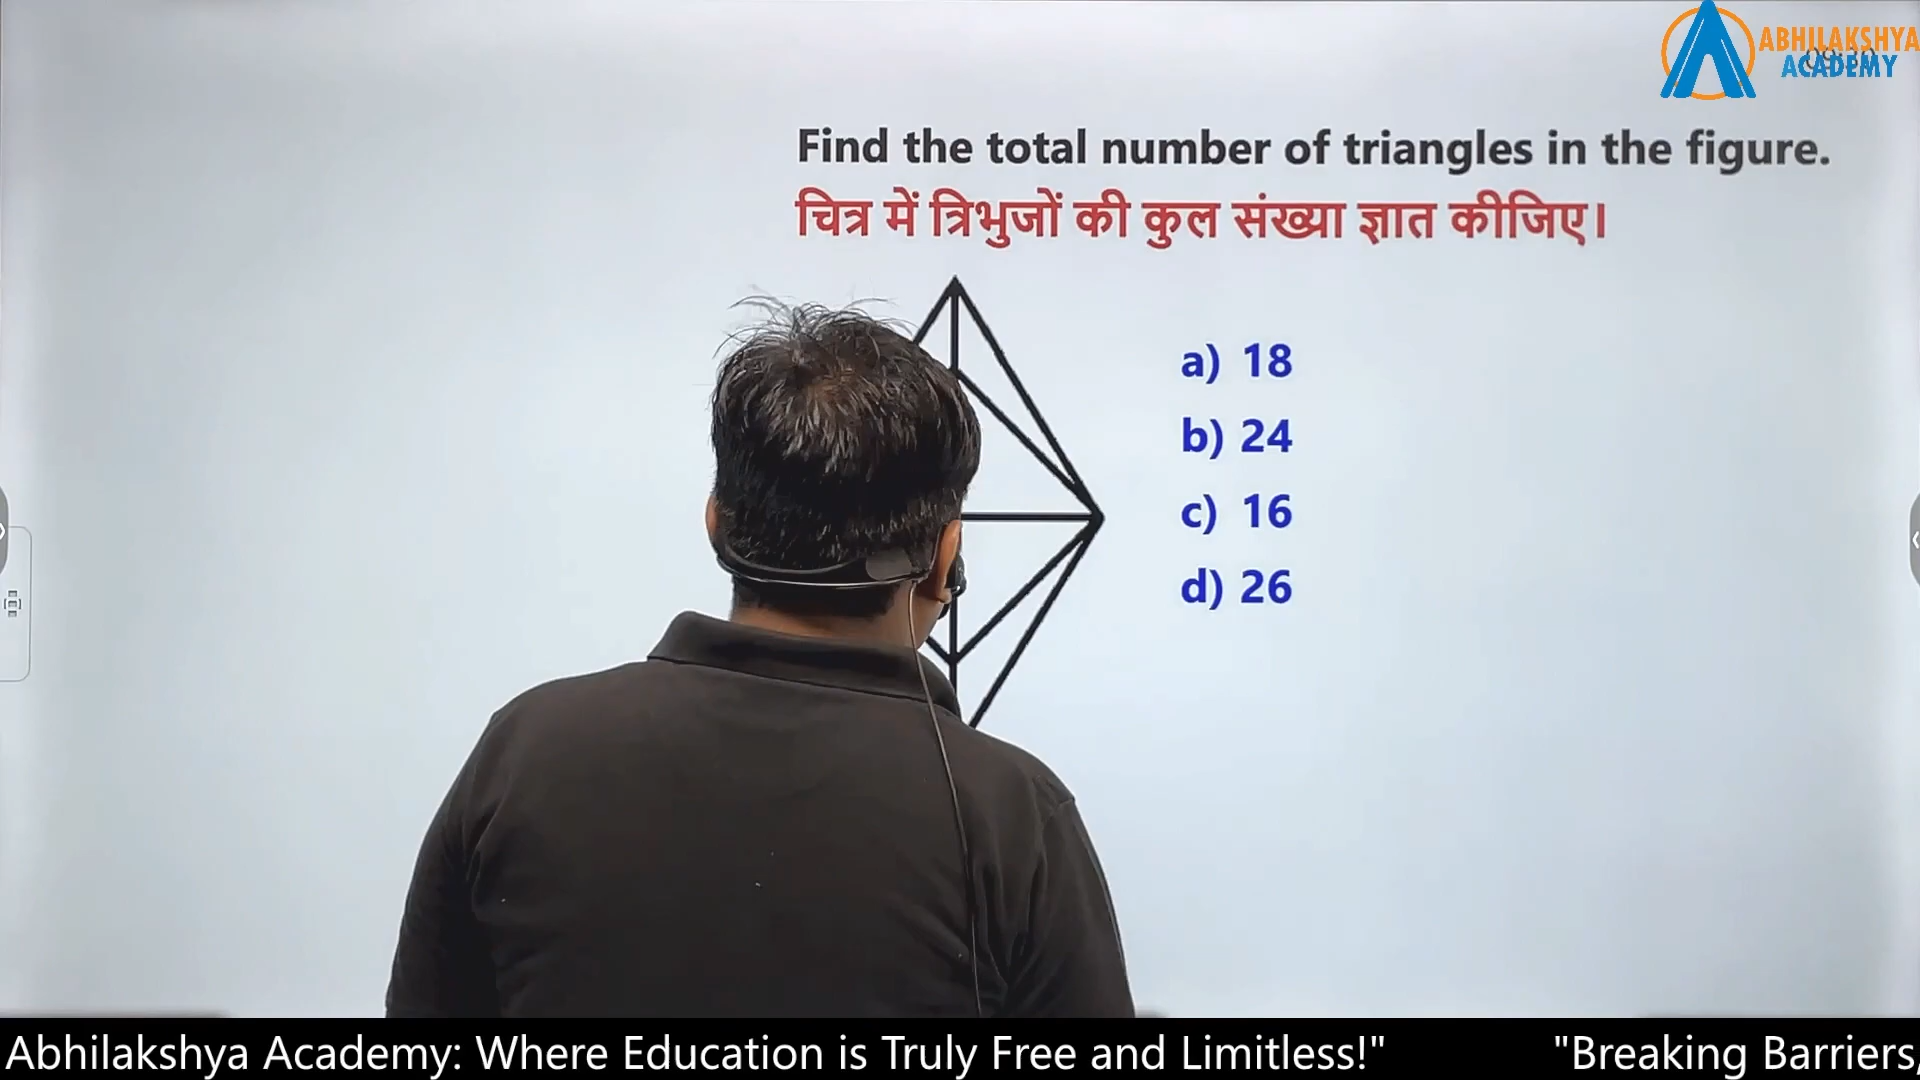 ABHILAKSHYA
ACADEMY
Find the total number of triangles in the figure.
चित्र में त्रिभुजों की कुल संख्या ज्ञात कीजिए।
a) 18
b) 24
c) 16
d) 26
Abhilakshya Academy: Where Education is Truly Free and Limitless!" "Breaking Barriers,